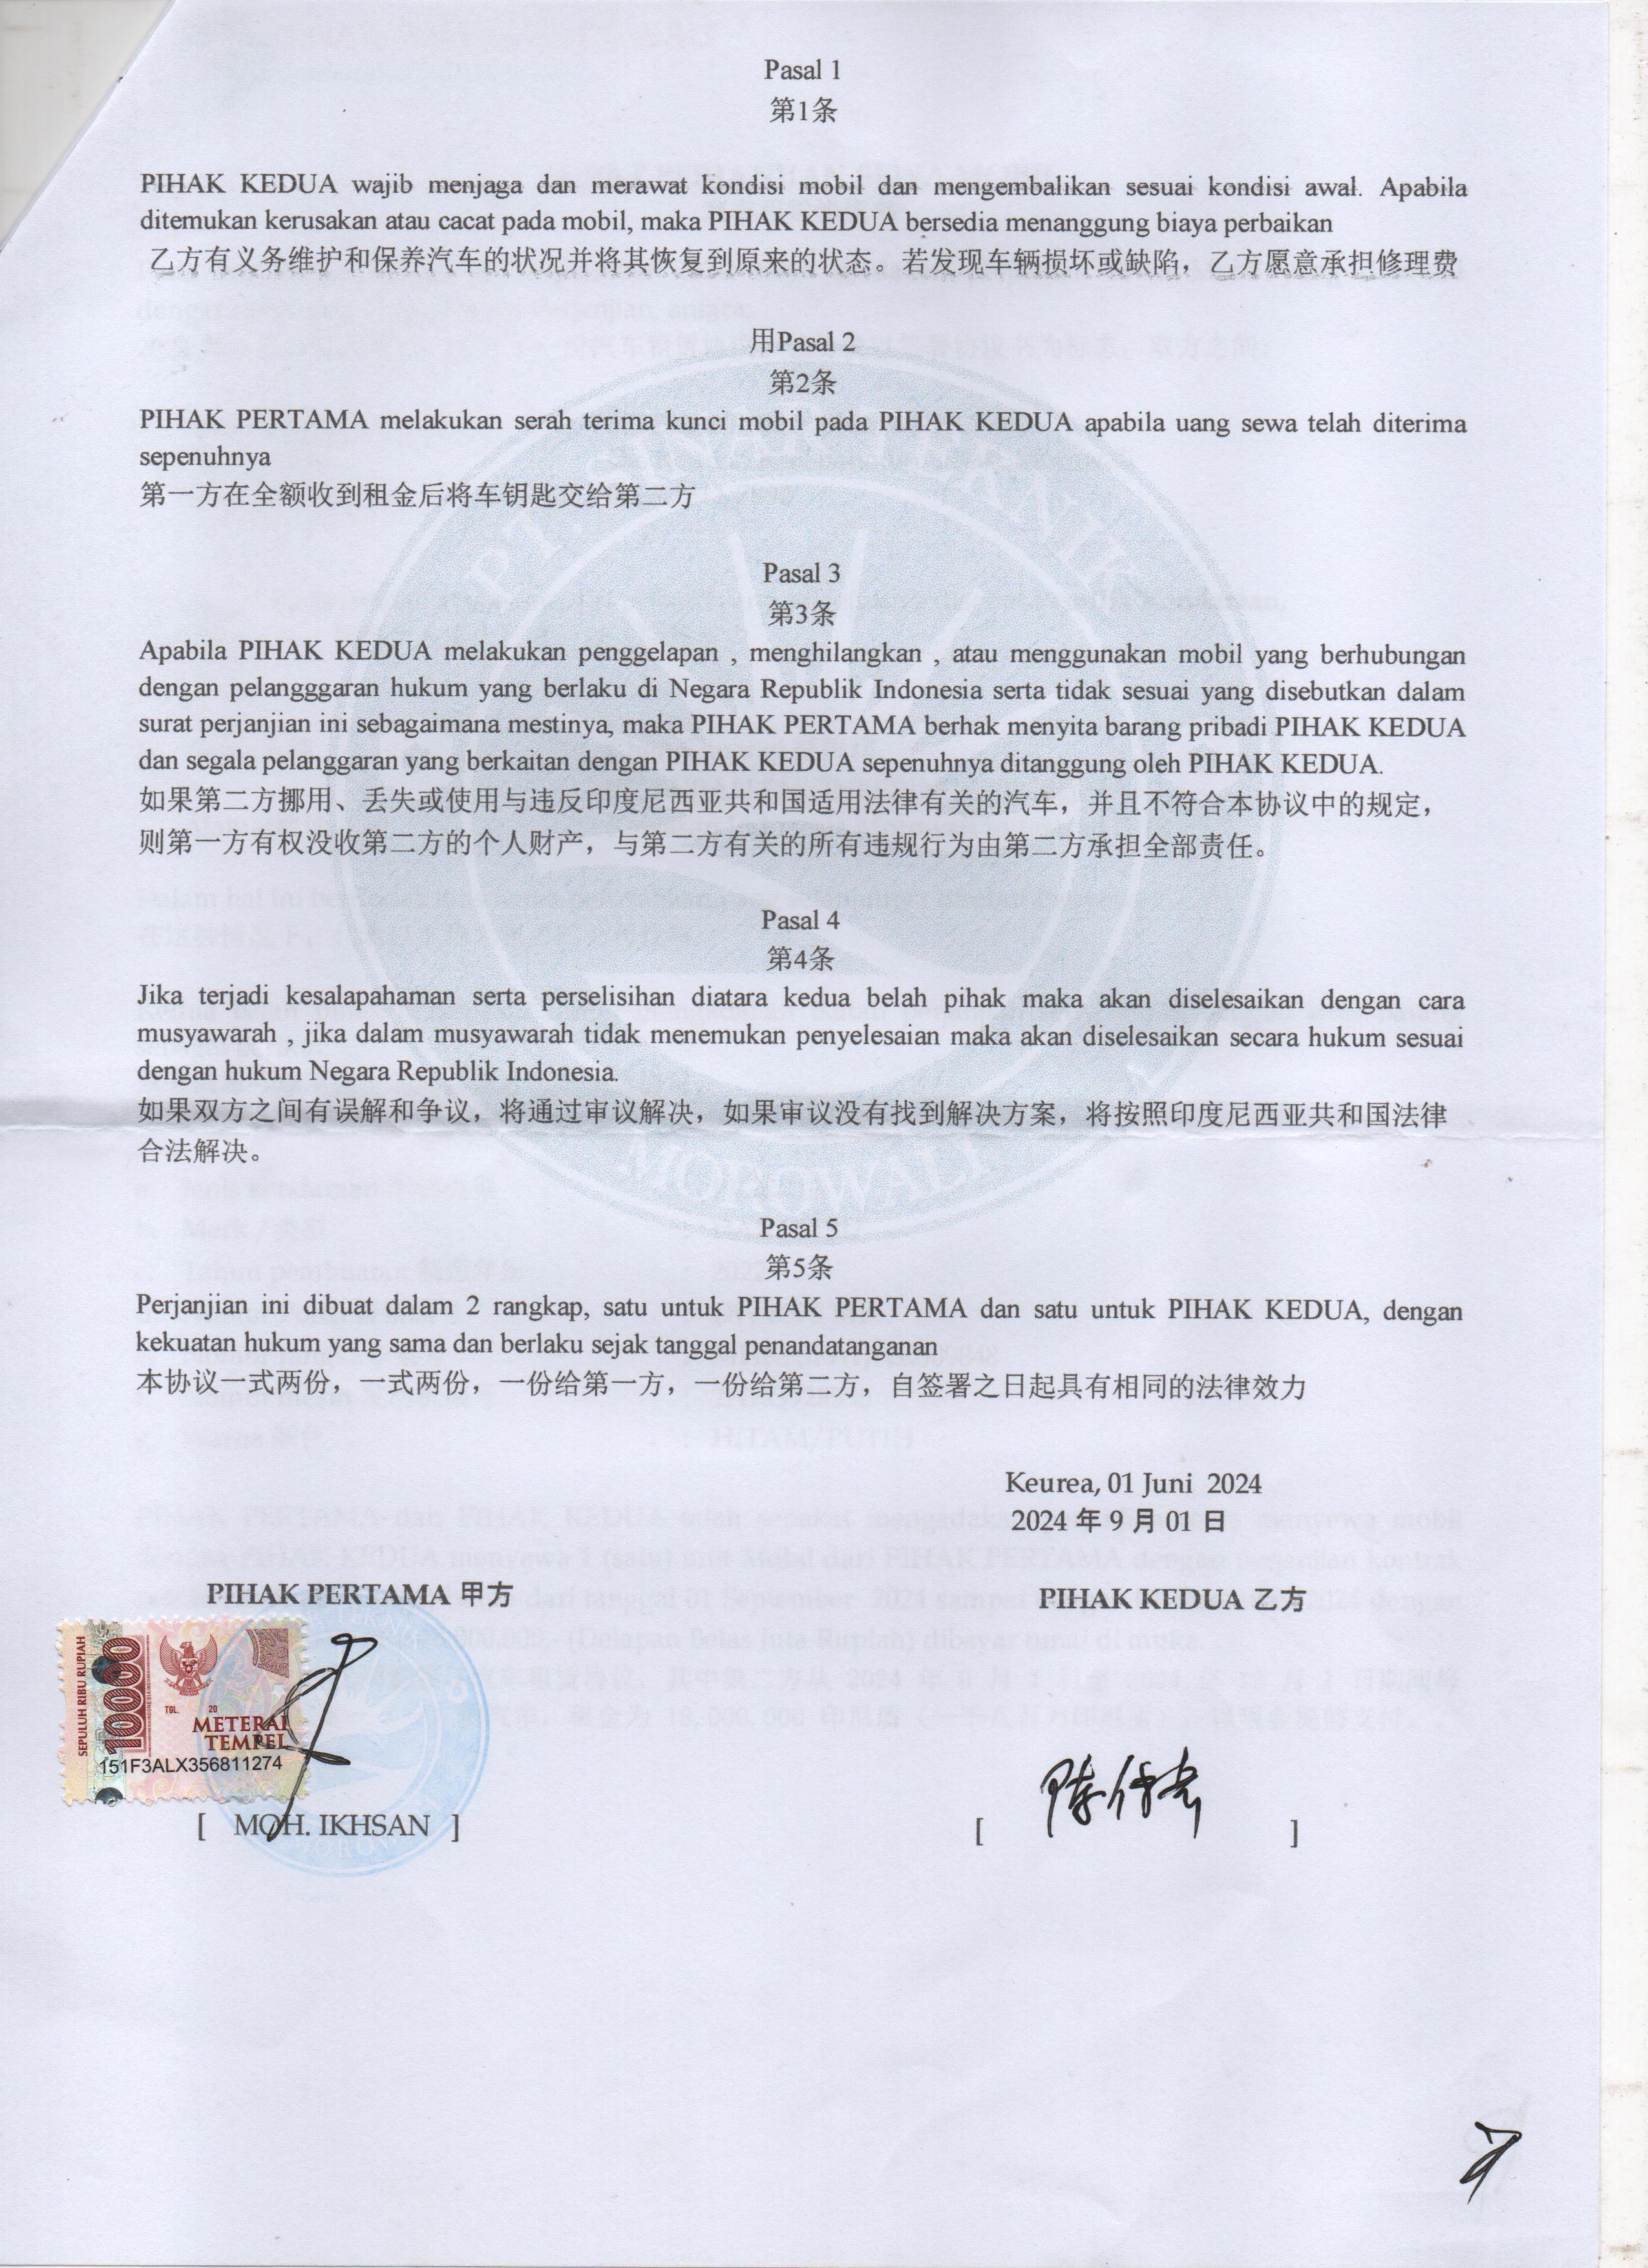 Pasal 1
第1条
PIHAK KEDUA wajib menjaga dan merawat kondisi mobil dan mengembalikan sesuai kondisi awal. Apabila
ditemukan kerusakan atau cacat pada mobil, maka PIHAK KEDUA bersedia menanggung biaya perbaikan
乙方有义务维护和保养汽车的状况并将其恢复到原来的状态。若发现车辆损坏或缺陷，乙方愿意承担修理费
用Pasal 2
第2条
PIHAK PERTAMA melakukan serah terima kunci mobil pada PIHAK KEDUA apabila uang sewa telah diterima
sepenuhnya
第一方在全额收到租金后将车钥匙交给第二方
Pasal 3
第3条
Apabila PIHAK KEDUA melakukan penggelapan , menghilangkan , atau menggunakan mobil yang berhubungan
dengan pelangggaran hukum yang berlaku di Negara Republik Indonesia serta tidak sesuai yang disebutkan dalam
surat perjanjian ini sebagaimana mestinya, maka PIHAK PERTAMA berhak menyita barang pribadi PIHAK KEDUA
dan segala pelanggaran yang berkaitan dengan PIHAK KEDUA sepenuhnya ditanggung oleh PIHAK KEDUA.
如果第二方挪用、丢失或使用与违反印度尼西亚共和国适用法律有关的汽车，并且不符合本协议中的规定，
则第一方有权没收第二方的个人财产，与第二方有关的所有违规行为由第二方承担全部责任。
Pasal 4
第4条
Jika terjadi kesalapahaman serta perselisihan diatara kedua belah pihak maka akan diselesaikan dengan cara
musyawarah , jika dalam musyawarah tidak menemukan penyelesaian maka akan diselesaikan secara hukum sesuai
dengan hukum Negara Republik Indonesia.
如果双方之间有误解和争议，将通过审议解决，如果审议没有找到解决方案，将按照印度尼西亚共和国法律
合法解决。
MOROWALI
Pasal 5
第5条
Perjanjian ini dibuat dalam 2 rangkap, satu untuk PIHAK PERTAMA dan satu untuk PIHAK KEDUA, dengan
kekuatan hukum yang sama dan berlaku sejak tanggal penandatanganan
本协议一式两份，一式两份，一份给第一方，一份给第二方，自签署之日起具有相同的法律效力
Keurea, 01 Juni 2024
2024 年 9 月 01 日
PIHAK PERTAMA 甲方
PIHAK KEDUA 乙方
SEPULUH RIBU RUPIAH
10000
TGL. 20
METERAI
TEMPEL
151F3ALX356811274
[ MOH. IKHSAN ]
[ ]